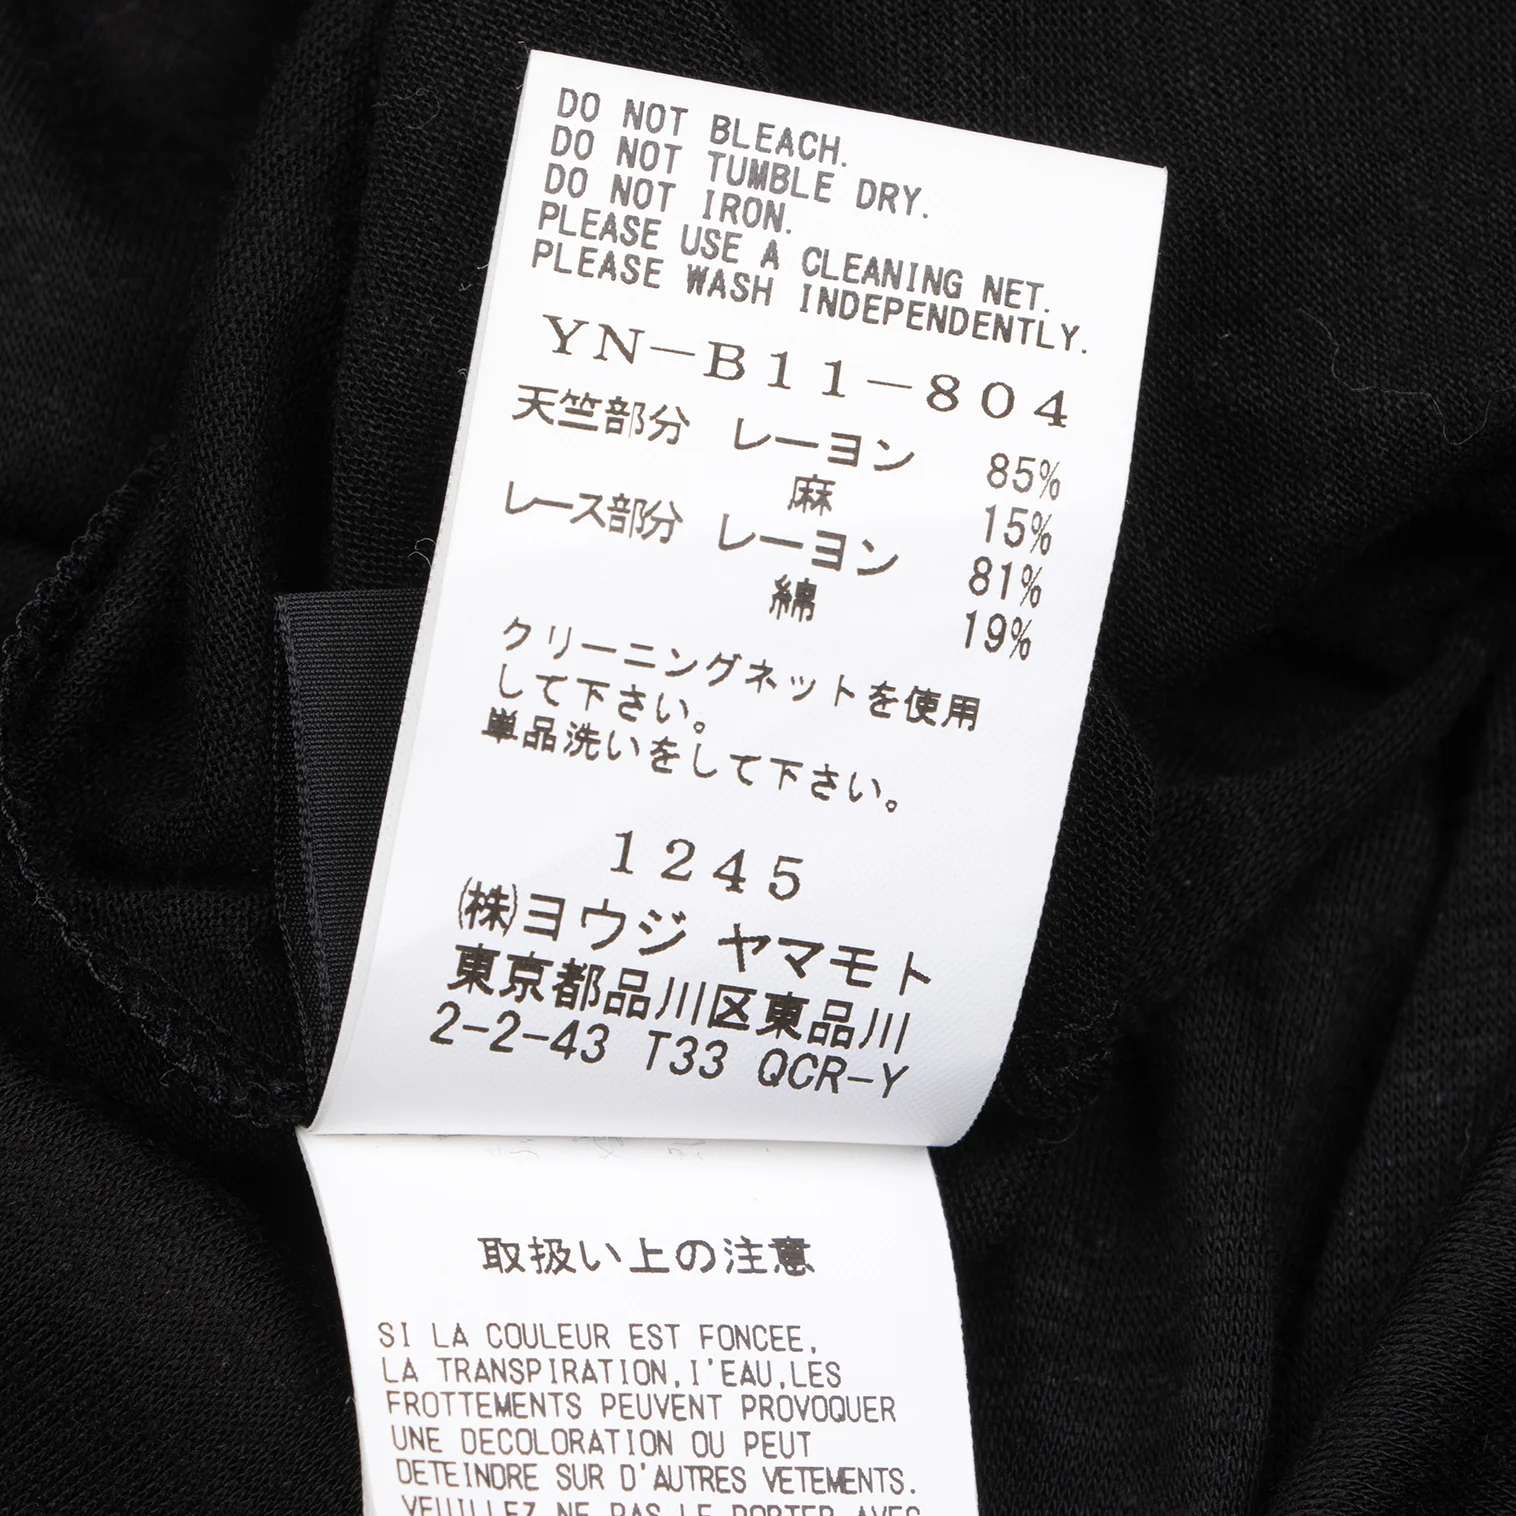 DO NOT BLEACH.
DO NOT TUMBLE DRY.
DO NOT IRON.
PLEASE USE A CLEANING NET.
PLEASE WASH INDEPENDENTLY.
YN-B11-804
天竺部分 レーヨン 85%
麻 15%
レース部分 レーヨン 81%
綿 19%
クリーニングネットを使用
して下さい。
単品洗いをして下さい。
1245
(株)ヨウジ ヤマモト
東京都品川区東品川
2-2-43 T33 QCR-Y
取扱い上の注意
SI LA COULEUR EST FONCEE,
LA TRANSPIRATION,I'EAU,LES
FROTTEMENTS PEUVENT PROVOQUER
UNE DECOLORATION OU PEUT
DETEINDRE SUR D'AUTRES VETEMENTS.
VEUILLEZ NE PAS LE PORTER AVEC